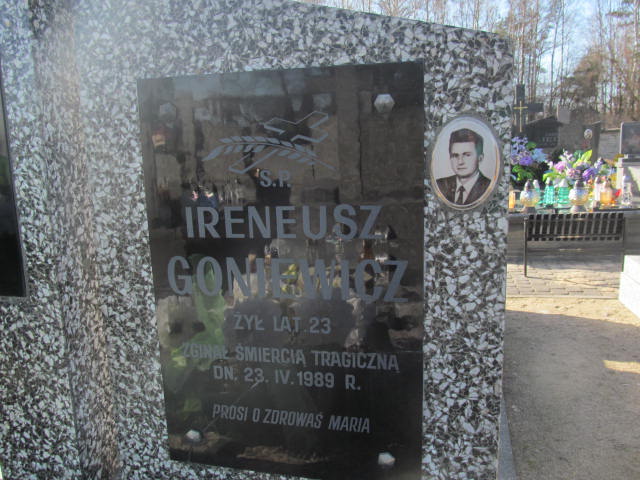 Ś.P.
IRENEUSZ
GONIEWICZ
ŻYŁ LAT 23
ZGINĄŁ ŚMIERCIĄ TRAGICZNĄ
DN. 23. IV. 1989 R.
PROSI O ZDROWAŚ MARIA